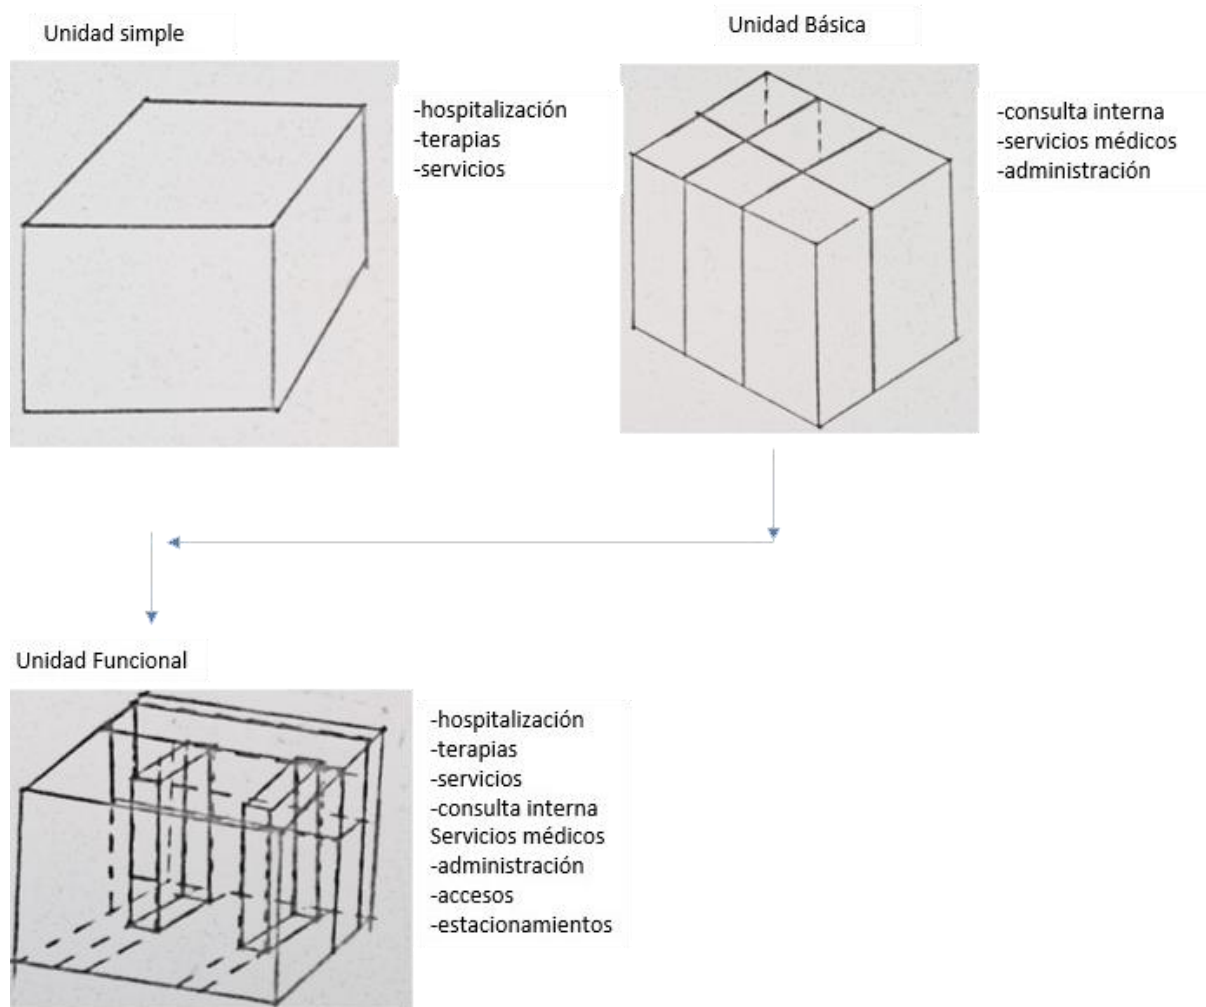 Unidad simple
-hospitalización
-terapias
-servicios
Unidad Básica
-consulta interna
-servicios médicos
-administración
Unidad Funcional
-hospitalización
-terapias
-servicios
-consulta interna
Servicios médicos
-administración
-accesos
-estacionamientos